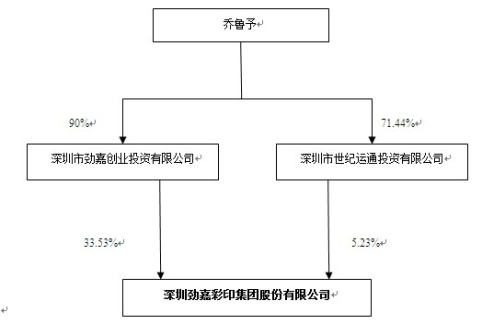 乔鲁予
90%
71.44%
深圳市劲嘉创业投资有限公司
深圳市世纪运通投资有限公司
33.53%
5.23%
深圳劲嘉彩印集团股份有限公司